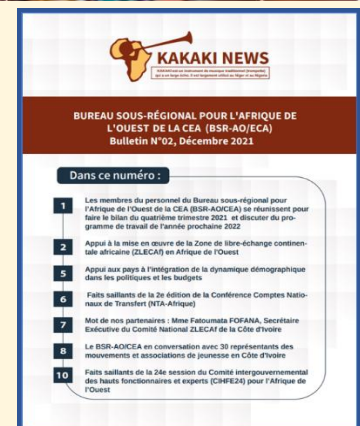 KAKAKI NEWS
BUREAU SOUS-RÉGIONAL POUR L'AFRIQUE DE
L'OUEST DE LA CEA (BSR-AO/ECA)
Bulletin N°02, Décembre 2021
Dans ce numéro :
1 Les membres du personnel du Bureau sous-régional pour
l'Afrique de l'Ouest de la CEA (BSR-AO/CEA) se réunissent pour
faire le bilan du quatrième trimestre 2021 et discuter du pro-
gramme de travail de l'année prochaine 2022
2 Appui à la mise en œuvre de la Zone de libre-échange continen-
tale africaine (ZLECAf) en Afrique de l'Ouest
5 Appui aux pays à l'intégration de la dynamique démographique
dans les politiques et les budgets
6 Faits saillants de la 2e édition de la Conférence Comptes Natio-
naux de Transfert (NTA-Afrique)
7 Mot de nos partenaires : Mme Fatoumata FOFANA, Secrétaire
Exécutive du Comité National ZLECAf de la Côte d'Ivoire
8 Le BSR-AO/CEA en conversation avec 30 représentants des
mouvements et associations de jeunesse en Côte d'Ivoire
10 Faits saillants de la 24e session du Comité intergouvernemental
des hauts fonctionnaires et experts (CIHFE24) pour l'Afrique de
l'Ouest